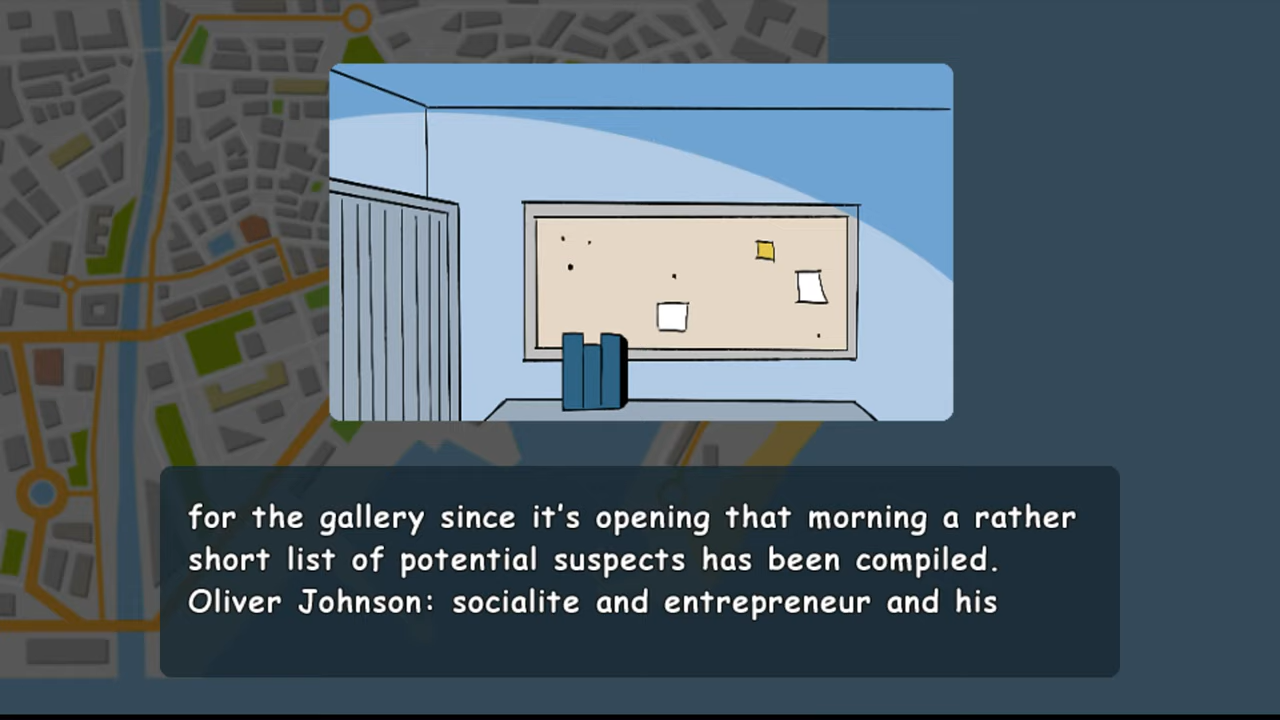 for the gallery since it's opening that morning a rather
short list of potential suspects has been compiled.
Oliver Johnson: socialite and entrepreneur and his